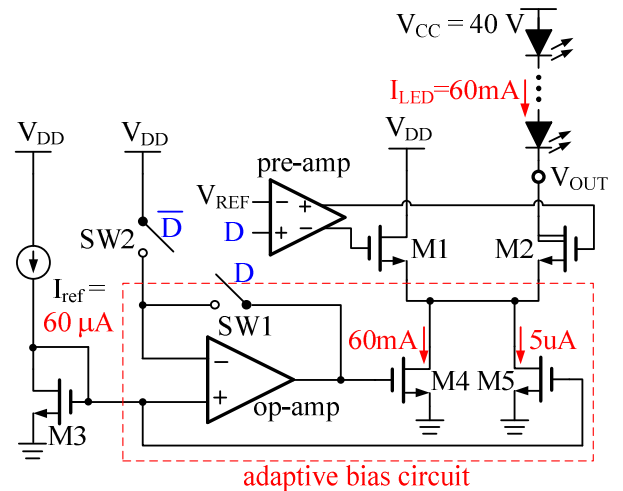 V_CC = 40 V
I_LED=60mA
V_DD
V_DD
V_DD
pre-amp
V_OUT
V_REF
− +
D
+ −
D̅
SW2
M1
M2
D
I_ref =
60 μA
SW1
60mA
5uA
−
+
M4
M5
op-amp
M3
adaptive bias circuit